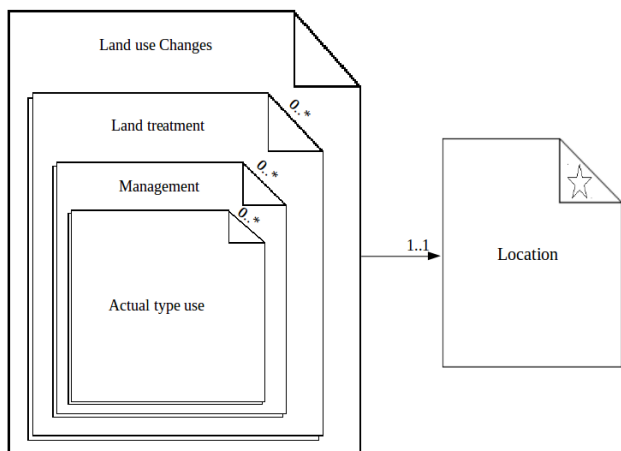 Land use Changes
0..*
Land treatment
0..*
Management
0..*
1..1
Location
Actual type use